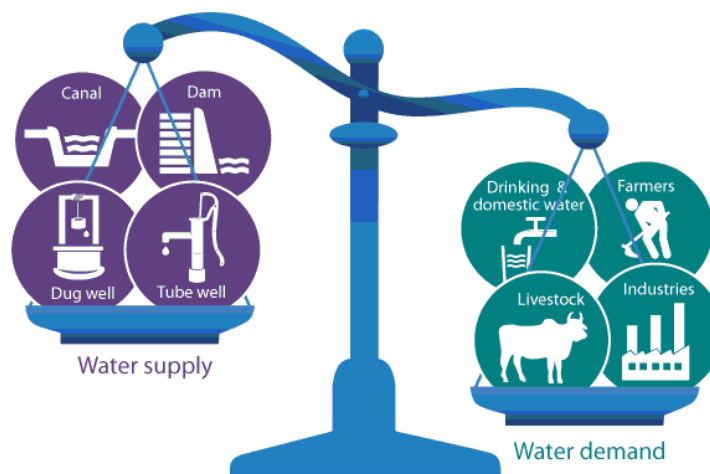 Canal
Dam
Dug well
Tube well
Water supply
Drinking &
domestic water
Farmers
Livestock
Industries
Water demand